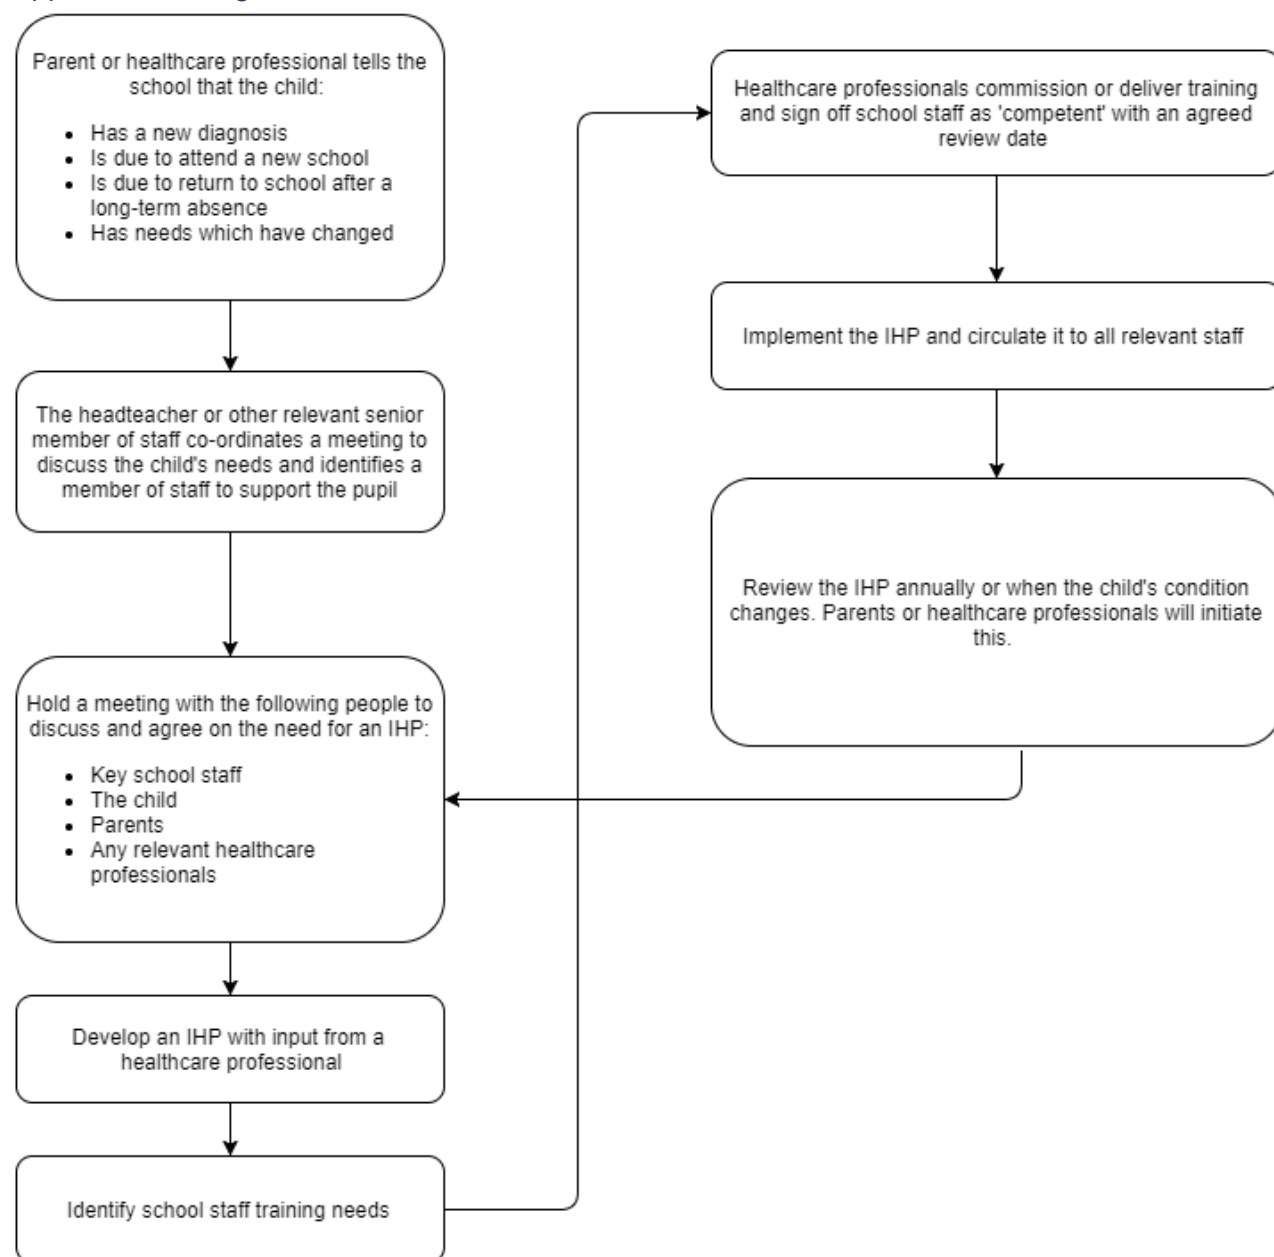 Parent or healthcare professional tells the
school that the child:
• Has a new diagnosis
• Is due to attend a new school
• Is due to return to school after a
long-term absence
• Has needs which have changed
The headteacher or other relevant senior
member of staff co-ordinates a meeting to
discuss the child's needs and identifies a
member of staff to support the pupil
Hold a meeting with the following people to
discuss and agree on the need for an IHP:
• Key school staff
• The child
• Parents
• Any relevant healthcare
professionals
Develop an IHP with input from a
healthcare professional
Identify school staff training needs
Healthcare professionals commission or deliver training
and sign off school staff as 'competent' with an agreed
review date
Implement the IHP and circulate it to all relevant staff
Review the IHP annually or when the child's condition
changes. Parents or healthcare professionals will initiate
this.